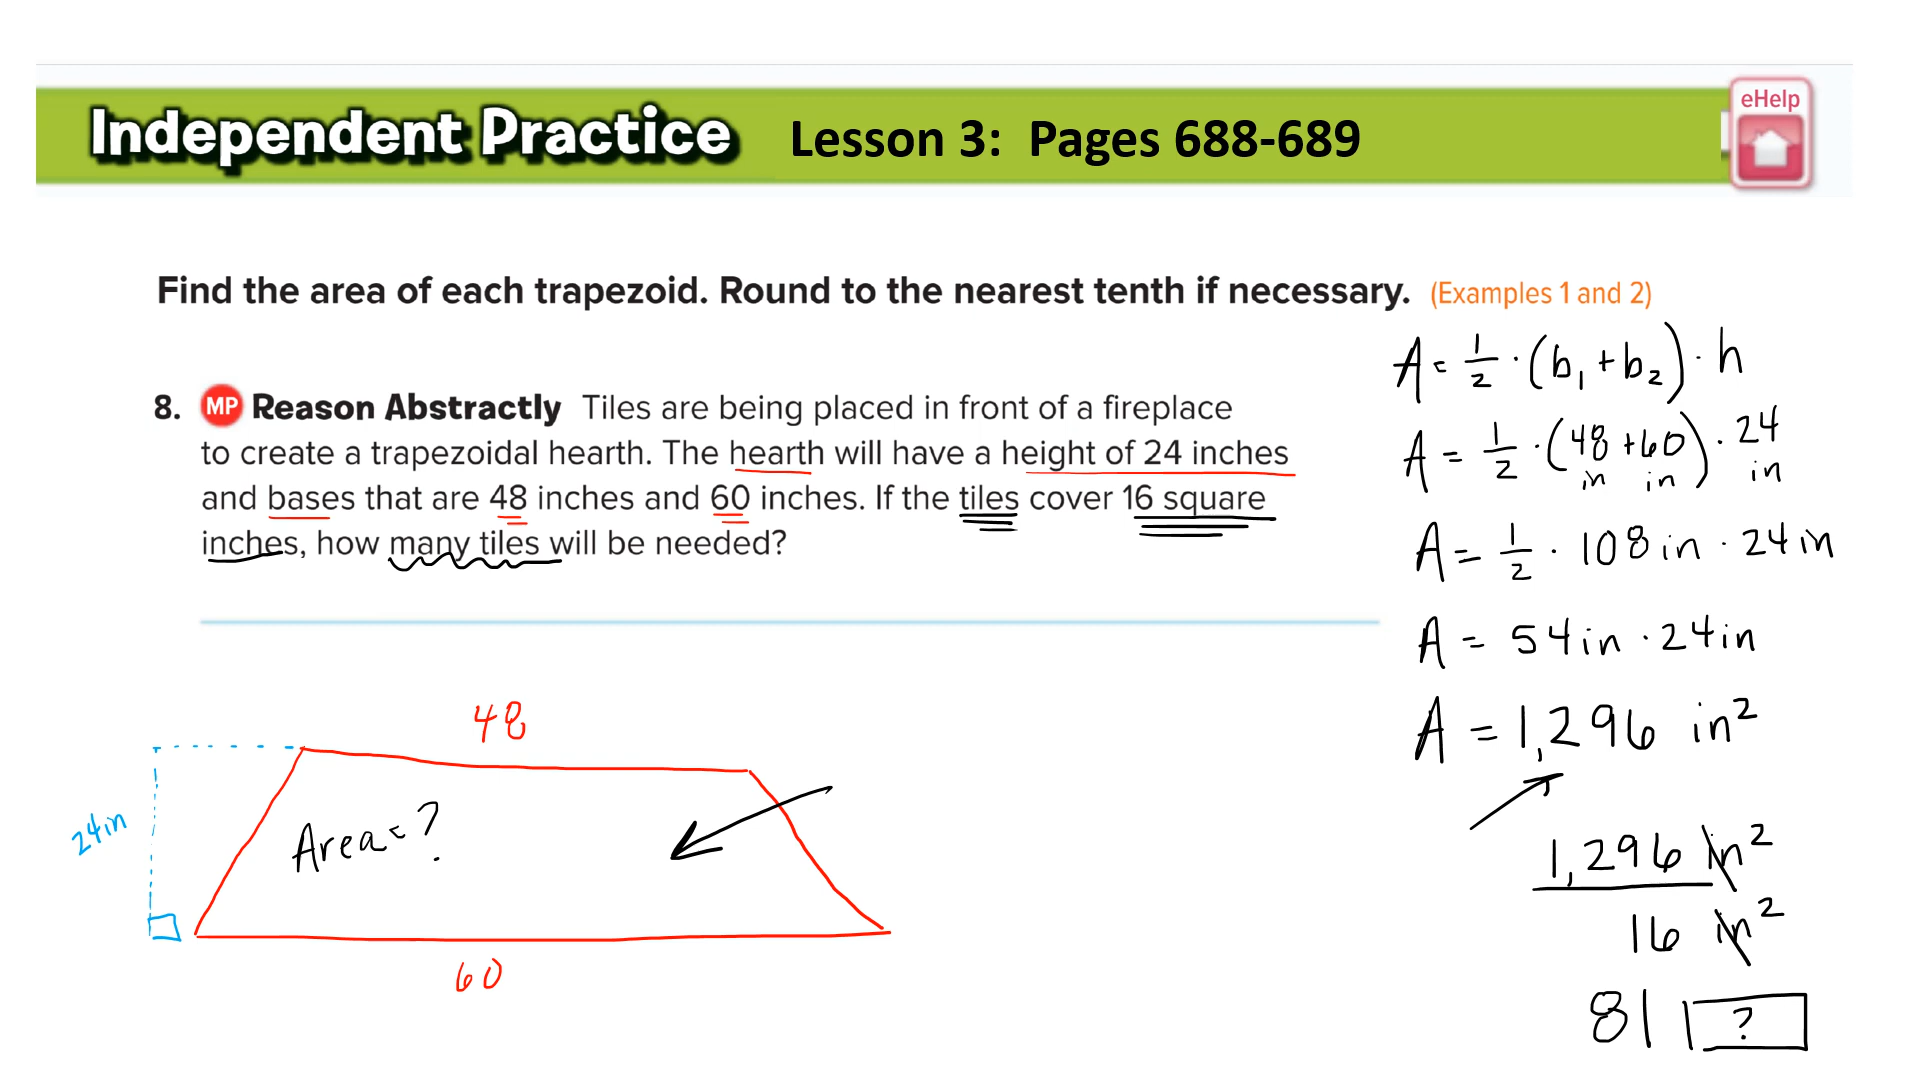 Independent Practice Lesson 3: Pages 688-689
eHelp
Find the area of each trapezoid. Round to the nearest tenth if necessary. (Examples 1 and 2)
8. MP Reason Abstractly Tiles are being placed in front of a fireplace
to create a trapezoidal hearth. The hearth will have a height of 24 inches
and bases that are 48 inches and 60 inches. If the tiles cover 16 square
inches, how many tiles will be needed?
A = 1/2 · (b₁ + b₂) · h
A = 1/2 · (48 in + 60 in) · 24 in
A = 1/2 · 108 in · 24 in
A = 54 in · 24 in
A = 1,296 in²
1,296 in²
16 in²
81 ?
48
24 in
Area = ?
60